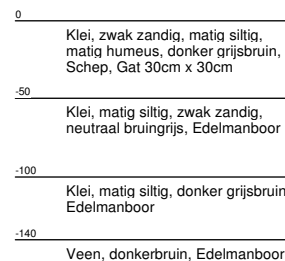 0
Klei, zwak zandig, matig siltig,
matig humeus, donker grijsbruin,
Schep, Gat 30cm x 30cm
-50
Klei, matig siltig, zwak zandig,
neutraal bruingrijs, Edelmanboor
-100
Klei, matig siltig, donker grijsbruin
Edelmanboor
-140
Veen, donkerbruin, Edelmanboor